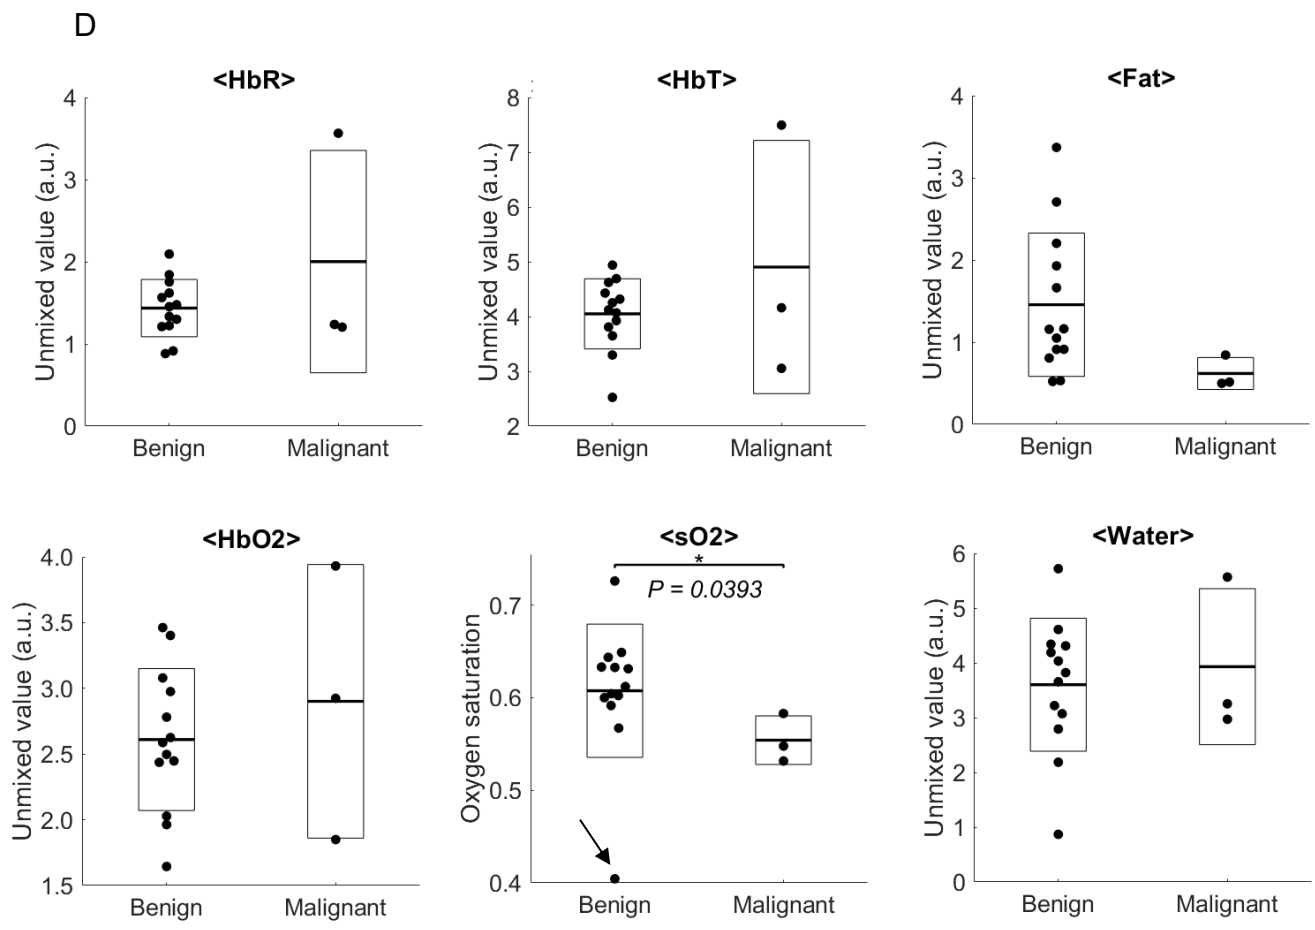 D
<HbR>
Unmixed value (a.u.)
4
3
2
1
0
Benign Malignant
<HbT>
Unmixed value (a.u.)
8
7
6
5
4
3
2
Benign Malignant
<Fat>
Unmixed value (a.u.)
4
3
2
1
0
Benign Malignant
<HbO2>
Unmixed value (a.u.)
4.0
3.5
3.0
2.5
2.0
1.5
Benign Malignant
<sO2>
*
P = 0.0393
Oxygen saturation
0.7
0.6
0.5
0.4
Benign Malignant
<Water>
Unmixed value (a.u.)
6
5
4
3
2
1
0
Benign Malignant